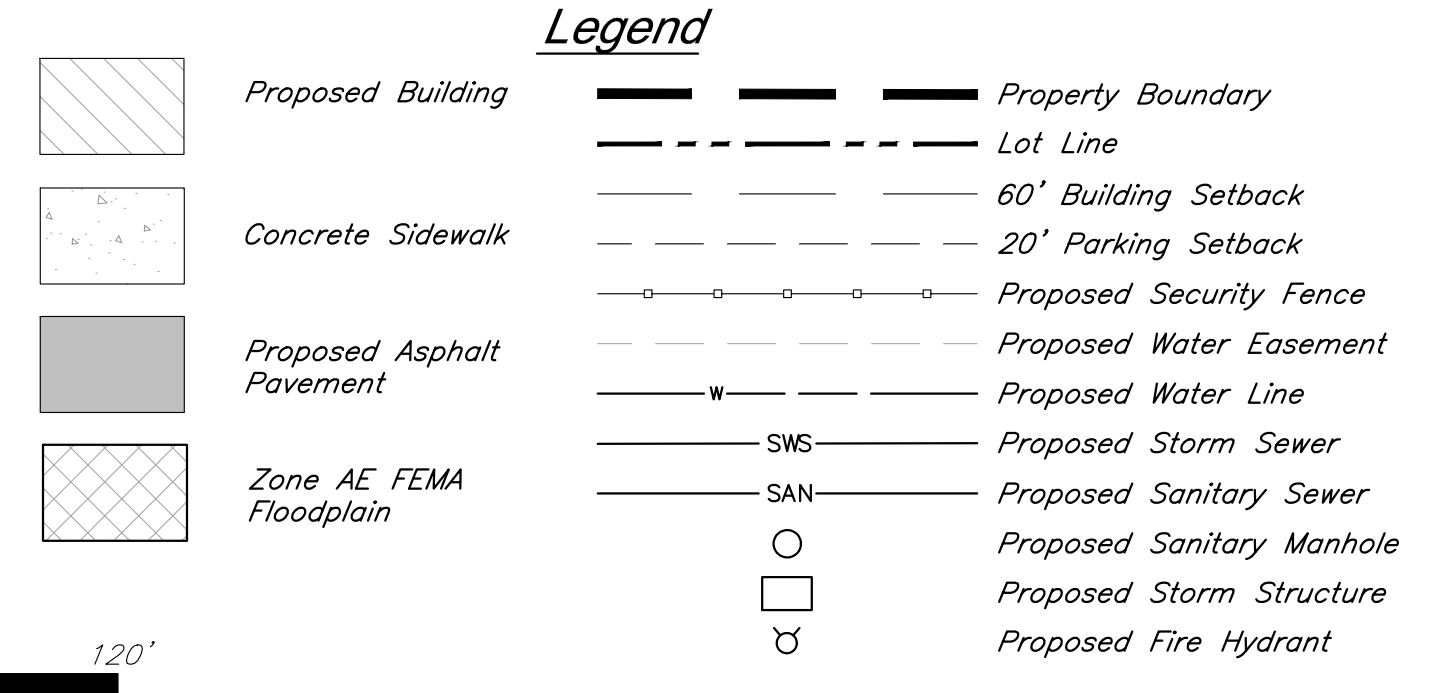 Legend
Proposed Building
Concrete Sidewalk
Proposed Asphalt
Pavement
Zone AE FEMA
Floodplain
120'
Property Boundary
Lot Line
60' Building Setback
20' Parking Setback
Proposed Security Fence
Proposed Water Easement
W
Proposed Water Line
SWS
Proposed Storm Sewer
SAN
Proposed Sanitary Sewer
Proposed Sanitary Manhole
Proposed Storm Structure
Proposed Fire Hydrant